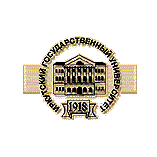 ИРКУТСКИЙ ГОСУДАРСТВЕННЫЙ УНИВЕРСИТЕТ
1918